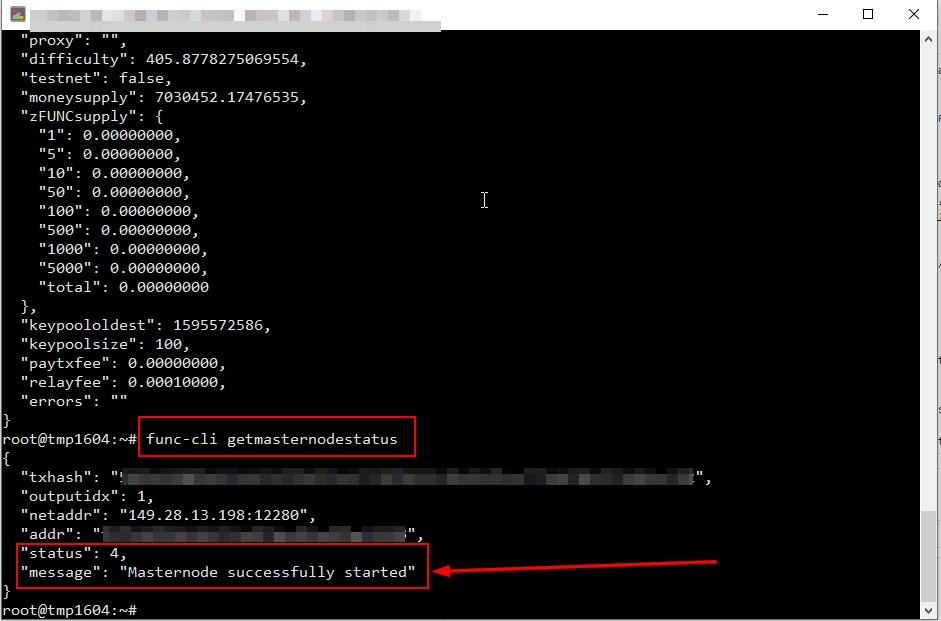 "proxy": "",
"difficulty": 405.8778275069554,
"testnet": false,
"moneysupply": 7030452.17476535,
"zFUNCsupply": {
"1": 0.00000000,
"5": 0.00000000,
"10": 0.00000000,
"50": 0.00000000,
"100": 0.00000000,
"500": 0.00000000,
"1000": 0.00000000,
"5000": 0.00000000,
"total": 0.00000000
},
"keypoololdest": 1595572586,
"keypoolsize": 100,
"paytxfee": 0.00000000,
"relayfee": 0.00010000,
"errors": ""
}
root@tmp1604:~# func-cli getmasternodestatus
{
"txhash": "",
"outputidx": 1,
"netaddr": "149.28.13.198:12280",
"addr": "",
"status": 4,
"message": "Masternode successfully started"
}
root@tmp1604:~#